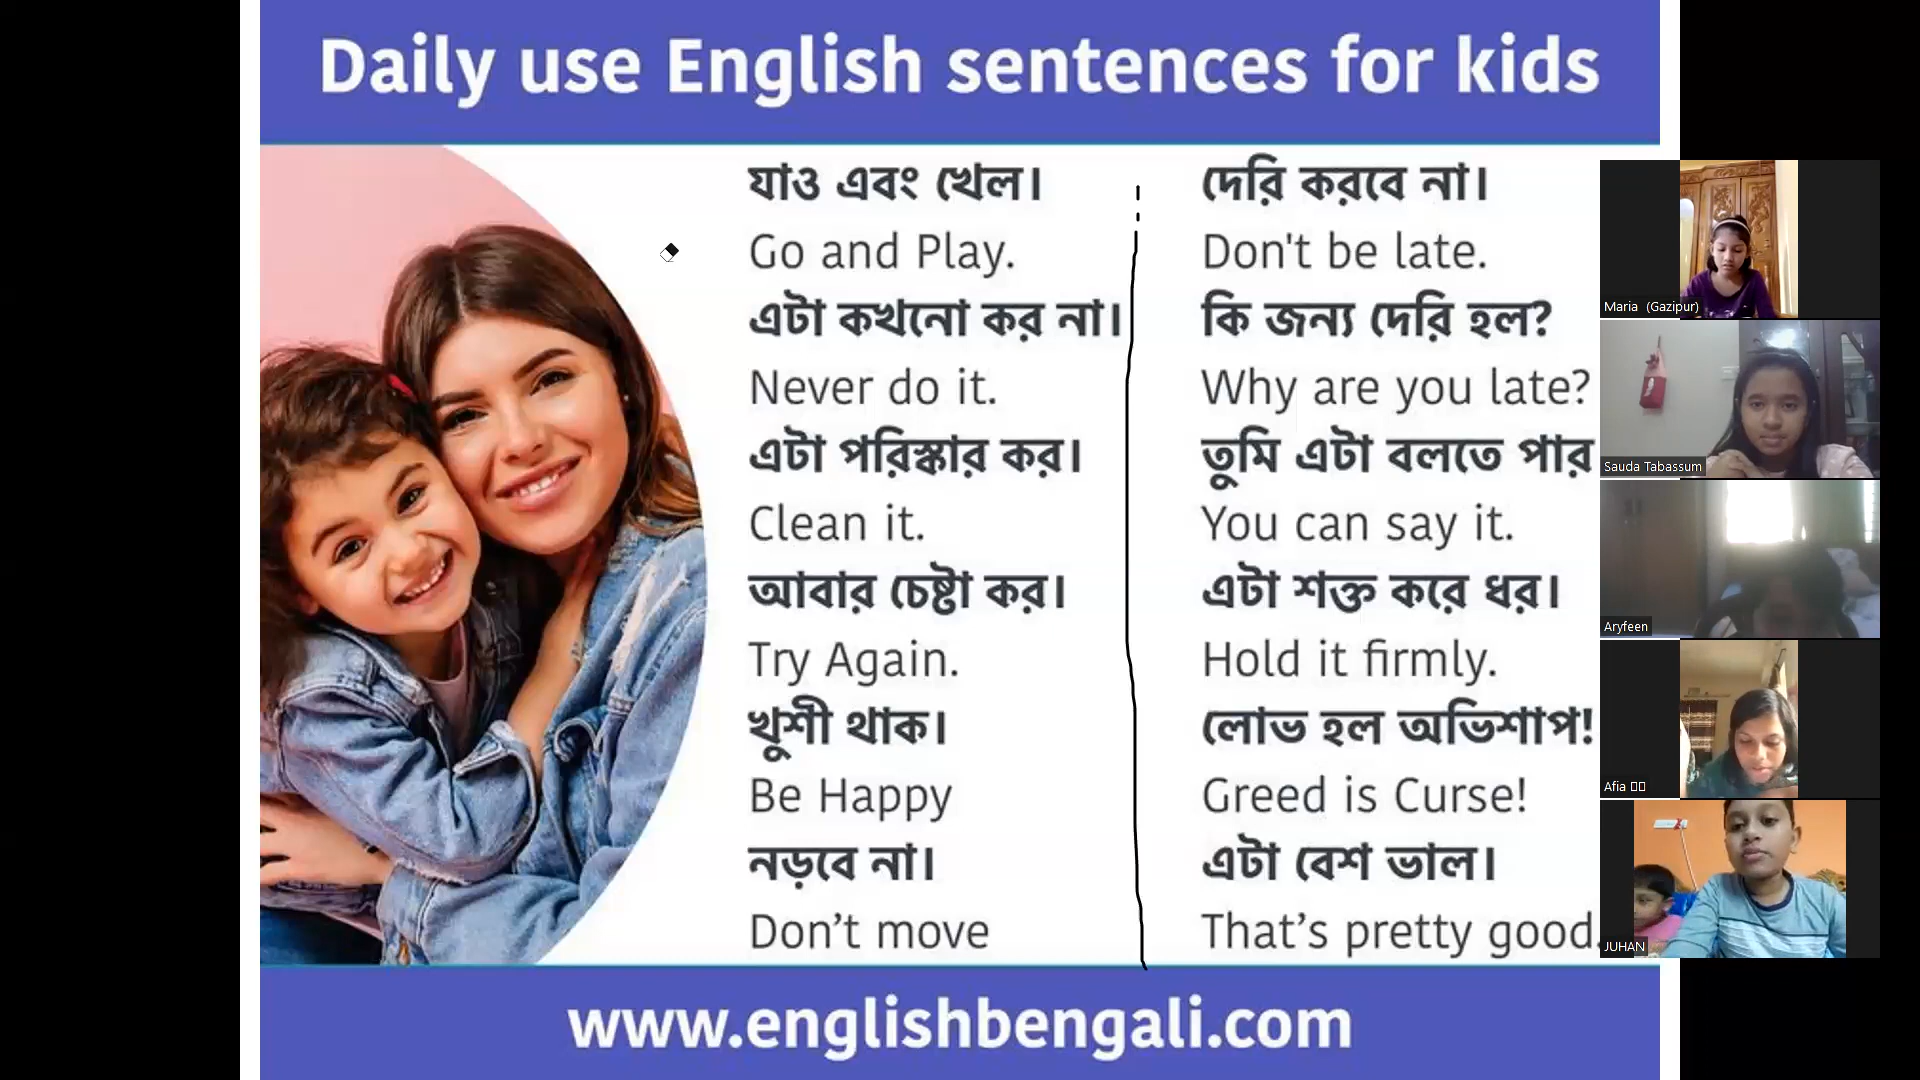 Daily use English sentences for kids
যাও এবং খেল।
Go and Play.
এটা কখনো কর না।
Never do it.
এটা পরিস্কার কর।
Clean it.
আবার চেষ্টা কর।
Try Again.
খুশী থাক।
Be Happy
নড়বে না।
Don’t move
দেরি করবে না।
Don't be late.
কি জন্য দেরি হল?
Why are you late?
তুমি এটা বলতে পার
You can say it.
এটা শক্ত করে ধর।
Hold it firmly.
লোভ হল অভিশাপ!
Greed is Curse!
এটা বেশ ভাল।
That’s pretty good.
www.englishbengali.com
Maria (Gazipur)
Sauda Tabassum
Aryfeen
Afia
JUHAN